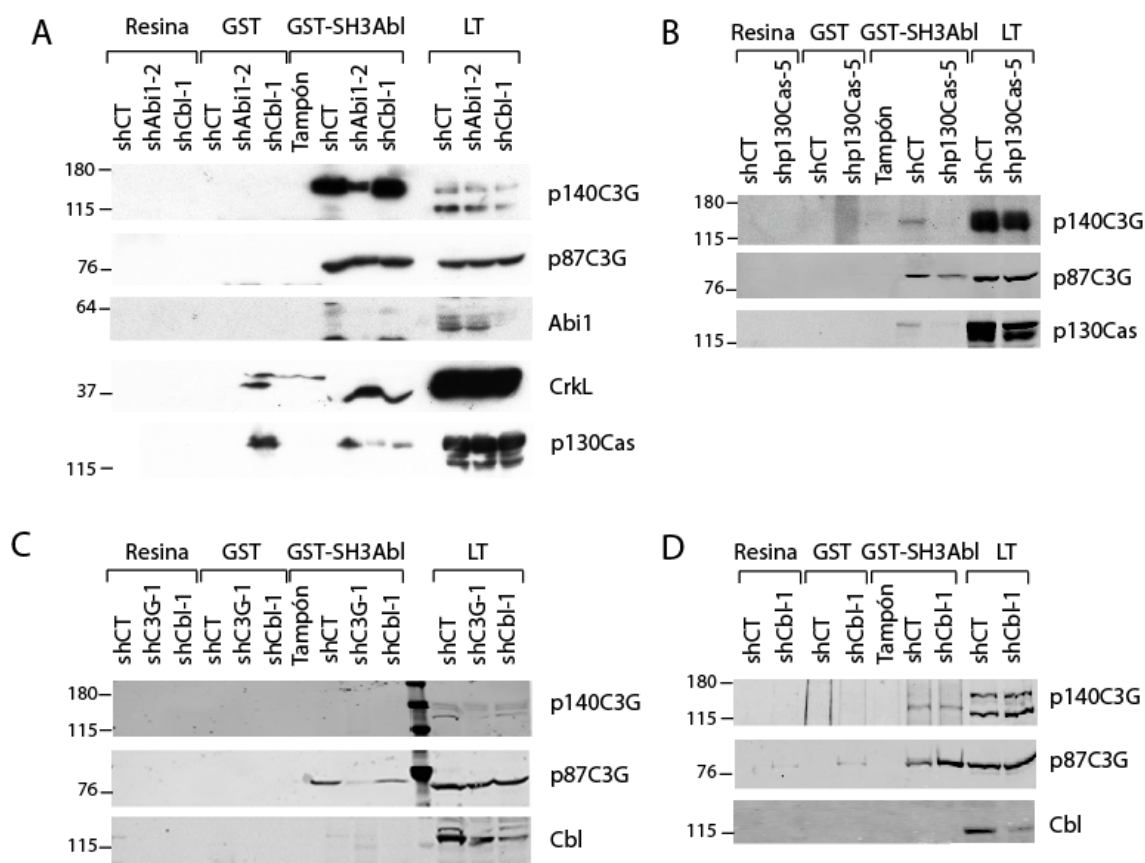 A
Resina GST GST-SH3Abl LT
shCT shAbi1-2 shCbl-1 shCT shAbi1-2 shCbl-1 Tampón shCT shAbi1-2 shCbl-1 shCT shAbi1-2 shCbl-1
180
115
p140C3G
76
p87C3G
64
Abi1
37
CrkL
115
p130Cas
B
Resina GST GST-SH3Abl LT
shCT shp130Cas-5 shCT shp130Cas-5 Tampón shCT shp130Cas-5 shCT shp130Cas-5
180
115
p140C3G
76
p87C3G
115
p130Cas
C
Resina GST GST-SH3Abl LT
shCT shC3G-1 shCbl-1 shCT shC3G-1 shCbl-1 Tampón shCT shC3G-1 shCbl-1 shCT shC3G-1 shCbl-1
180
115
p140C3G
76
p87C3G
115
Cbl
D
Resina GST GST-SH3Abl LT
shCT shCbl-1 shCT shCbl-1 Tampón shCT shCbl-1 shCT shCbl-1
180
115
p140C3G
76
p87C3G
115
Cbl